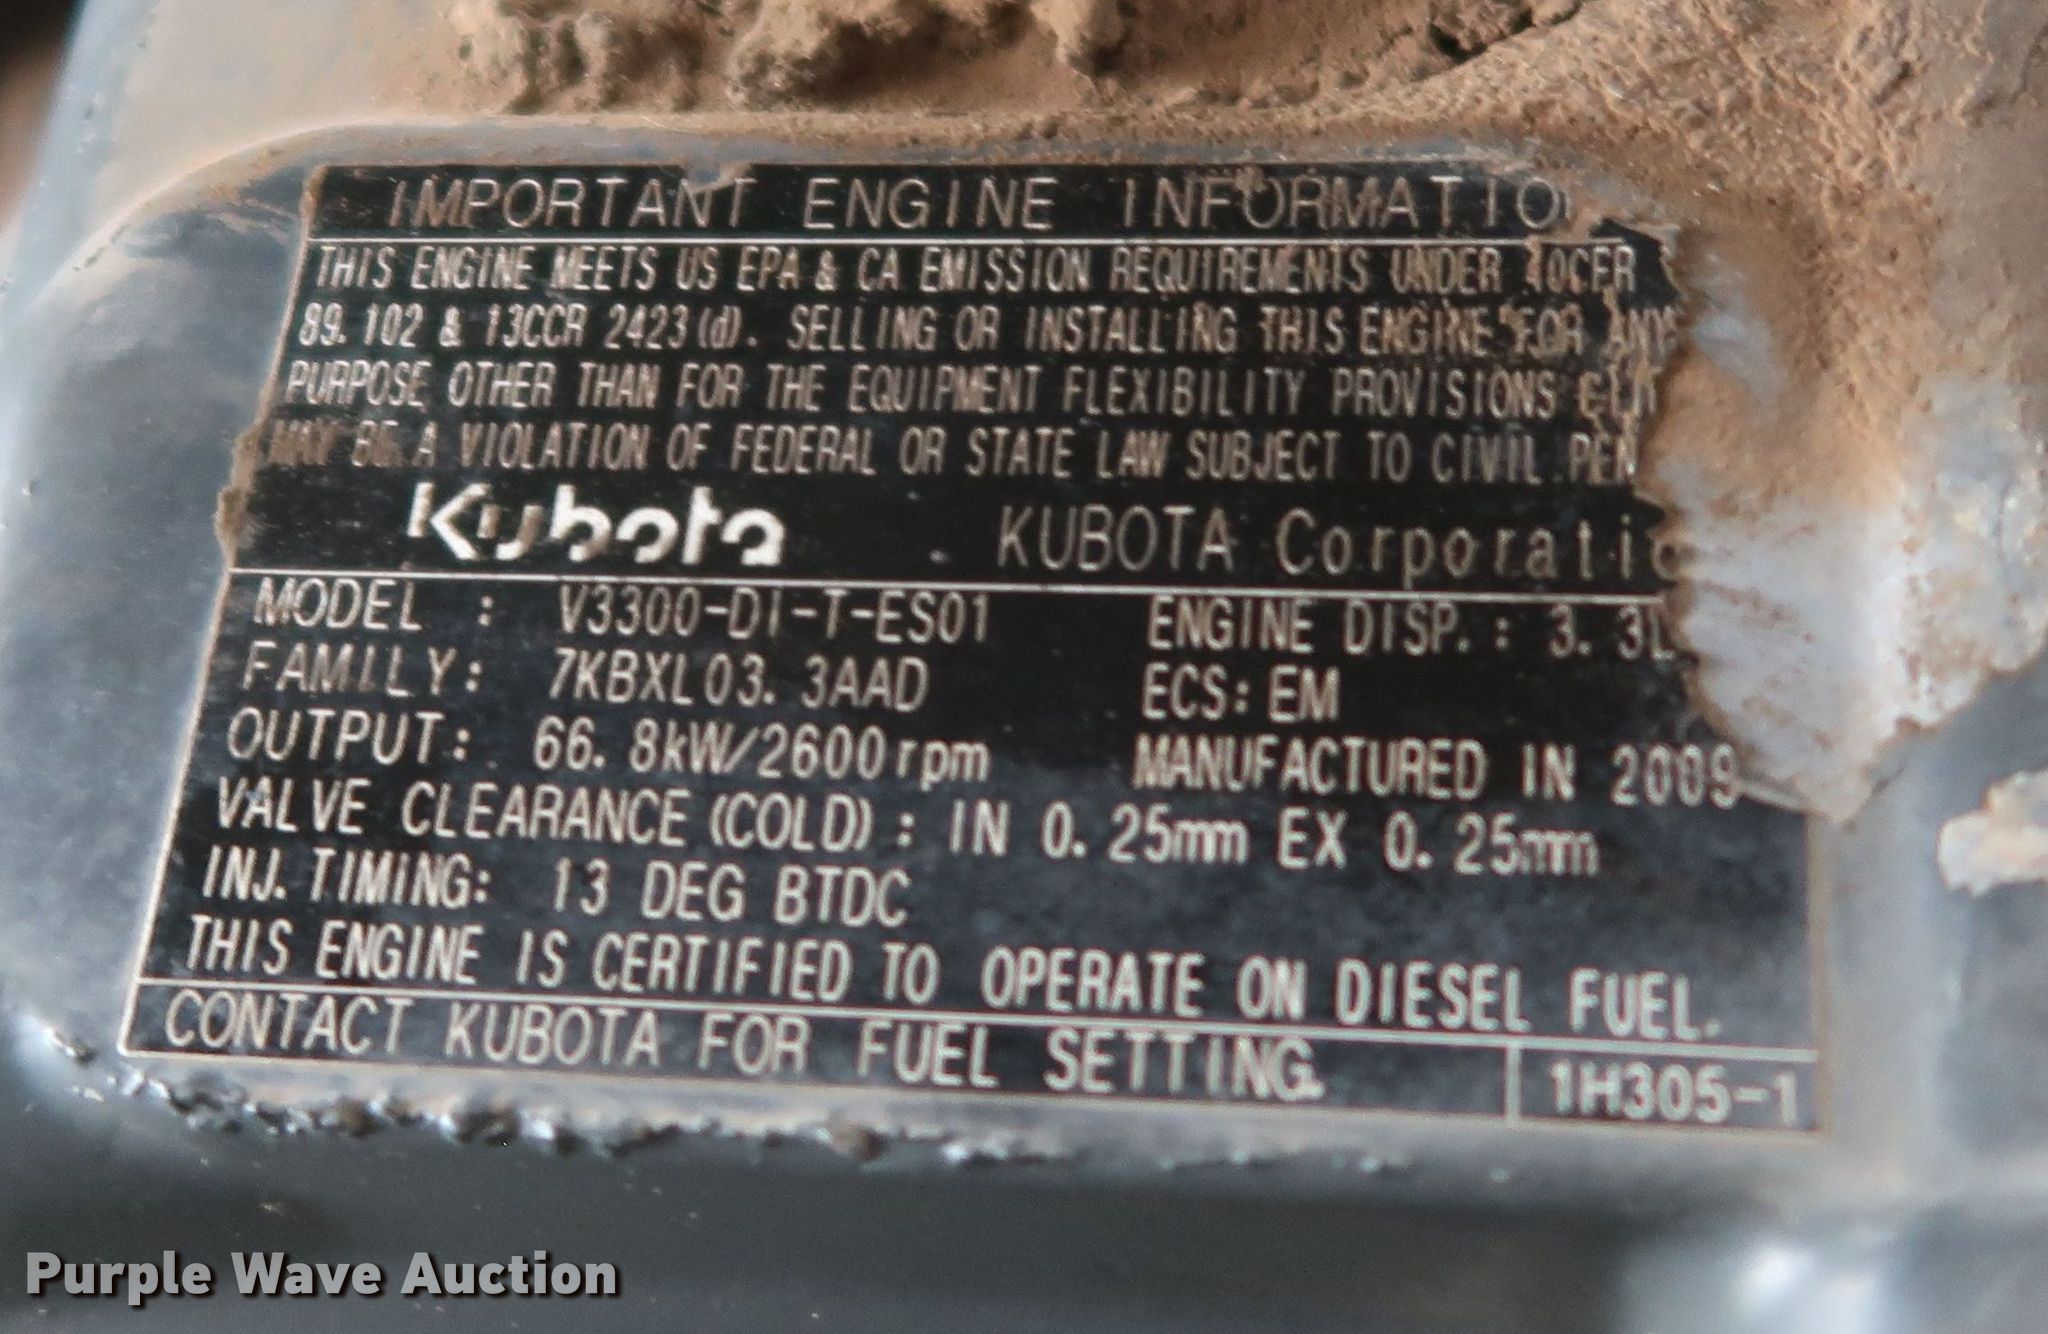 IMPORTANT ENGINE INFORMATIO
THIS ENGINE MEETS US EPA & CA EMISSION REQUIREMENTS UNDER 40CFR
89.102 & 13CCR 2423(d). SELLING OR INSTALLING THIS ENGINE FOR ANY
PURPOSE OTHER THAN FOR THE EQUIPMENT FLEXIBILITY PROVISIONS
MAY BE A VIOLATION OF FEDERAL OR STATE LAW SUBJECT TO CIVIL PEN
Kubota KUBOTA Corporatio
MODEL : V3300-DI-T-ES01 ENGINE DISP. : 3.3L
FAMILY: 7KBXL03.3AAD ECS: EM
OUTPUT: 66.8kW/2600rpm MANUFACTURED IN 2009
VALVE CLEARANCE (COLD) : IN 0.25mm EX 0.25mm
INJ. TIMING: 13 DEG BTDC
THIS ENGINE IS CERTIFIED TO OPERATE ON DIESEL FUEL.
CONTACT KUBOTA FOR FUEL SETTING. 1H305-1
Purple Wave Auction